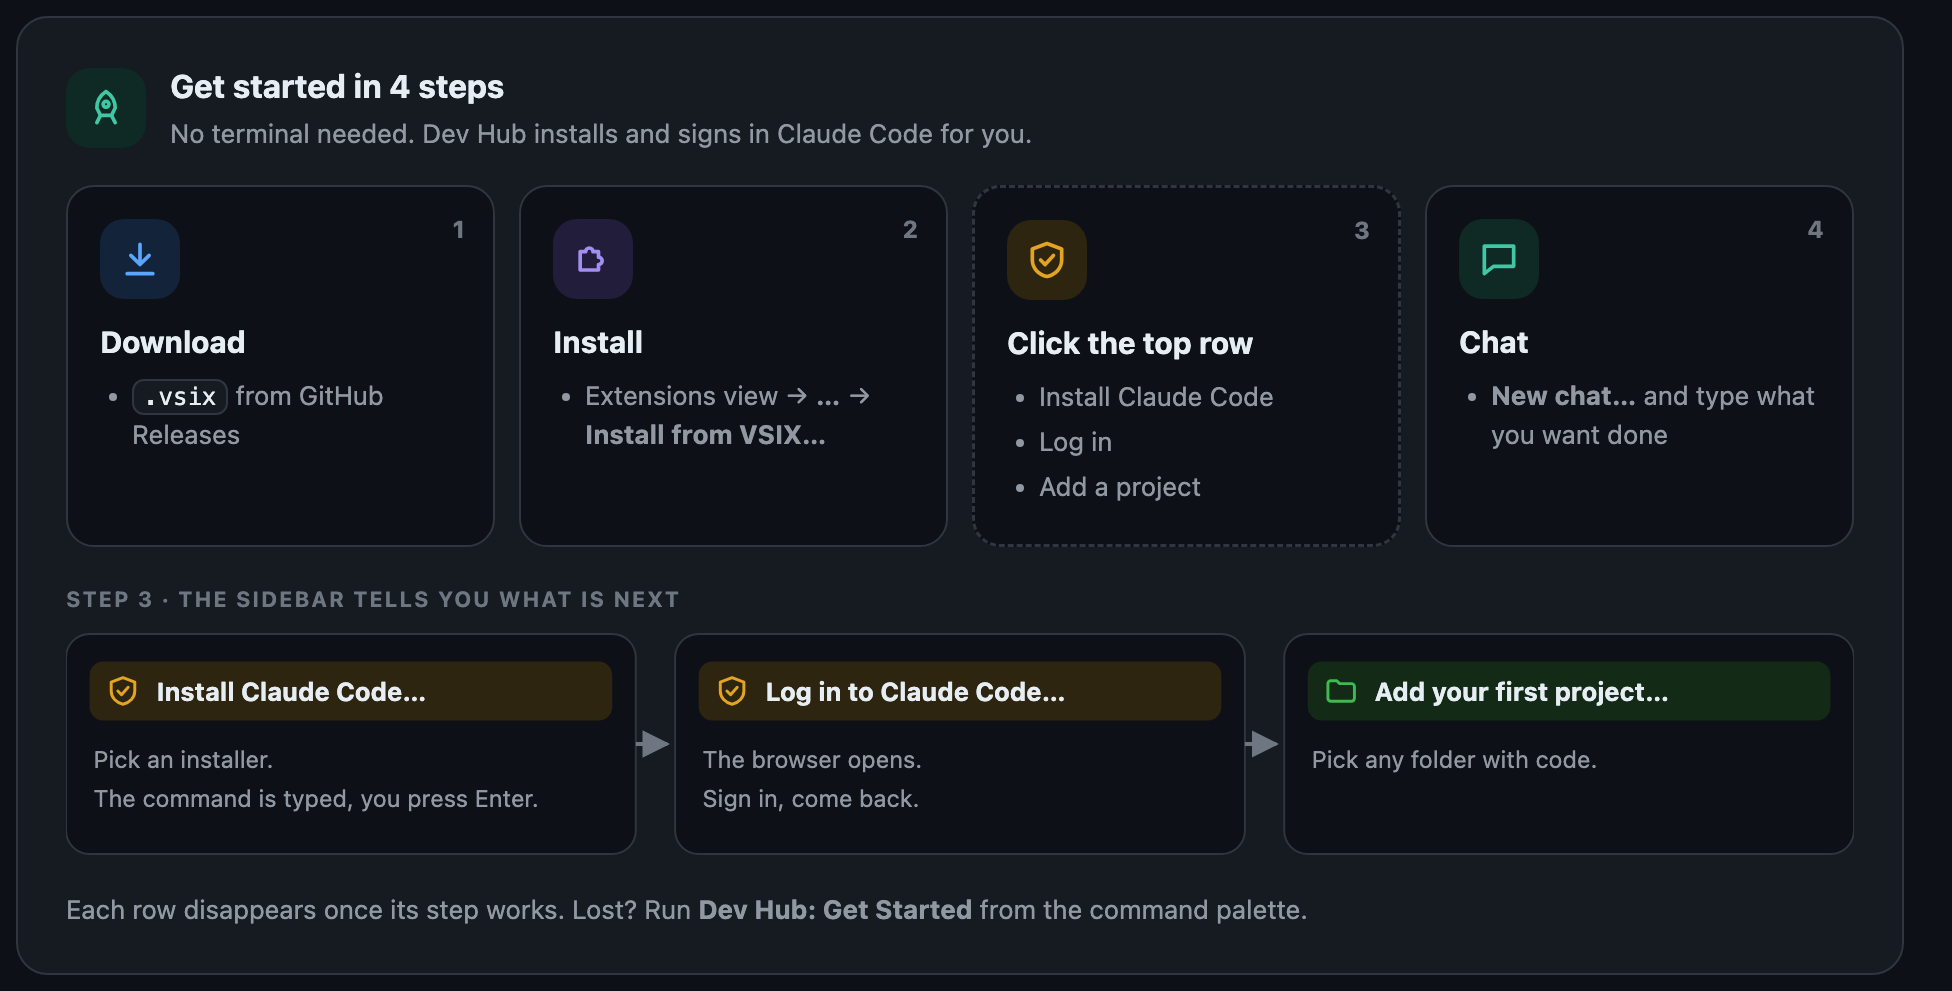 Get started in 4 steps
No terminal needed. Dev Hub installs and signs in Claude Code for you.
1
Download
• .vsix from GitHub
Releases
2
Install
• Extensions view → ... →
Install from VSIX...
3
Click the top row
• Install Claude Code
• Log in
• Add a project
4
Chat
• New chat... and type what
you want done
STEP 3 · THE SIDEBAR TELLS YOU WHAT IS NEXT
Install Claude Code...
Pick an installer.
The command is typed, you press Enter.
Log in to Claude Code...
The browser opens.
Sign in, come back.
Add your first project...
Pick any folder with code.
Each row disappears once its step works. Lost? Run Dev Hub: Get Started from the command palette.